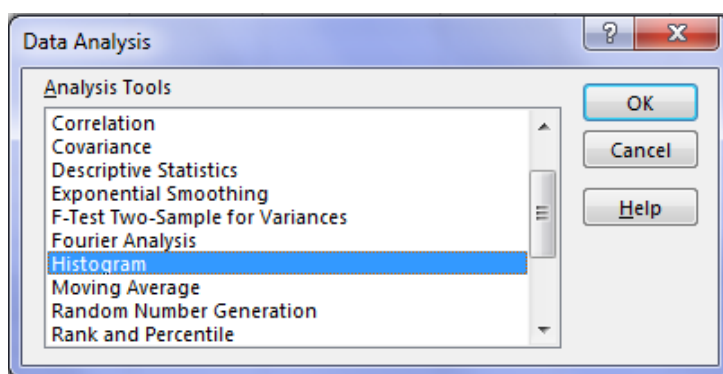 Data Analysis
?
Analysis Tools
Correlation
Covariance
Descriptive Statistics
Exponential Smoothing
F-Test Two-Sample for Variances
Fourier Analysis
Histogram
Moving Average
Random Number Generation
Rank and Percentile
OK
Cancel
Help